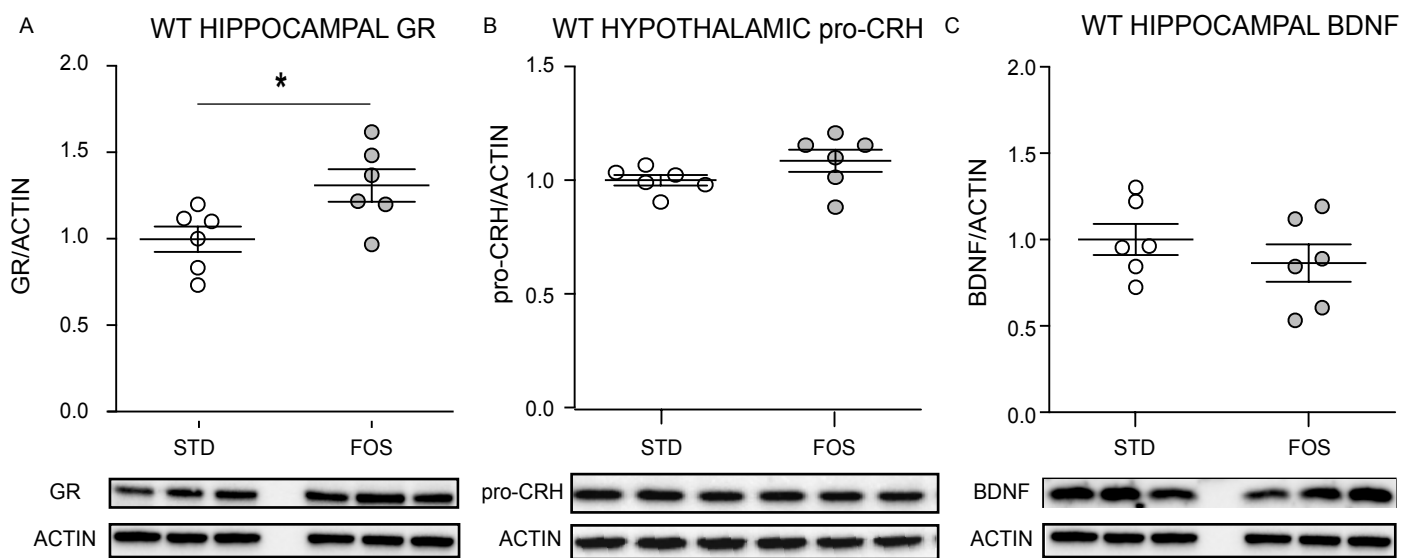 A
WT HIPPOCAMPAL GR
2.0
1.5
1.0
0.5
0.0
GR/ACTIN
*
STD
FOS
GR
ACTIN
B
WT HYPOTHALAMIC pro-CRH
1.5
1.0
0.5
0.0
pro-CRH/ACTIN
STD
FOS
pro-CRH
ACTIN
C
WT HIPPOCAMPAL BDNF
2.0
1.5
1.0
0.5
0.0
BDNF/ACTIN
STD
FOS
BDNF
ACTIN